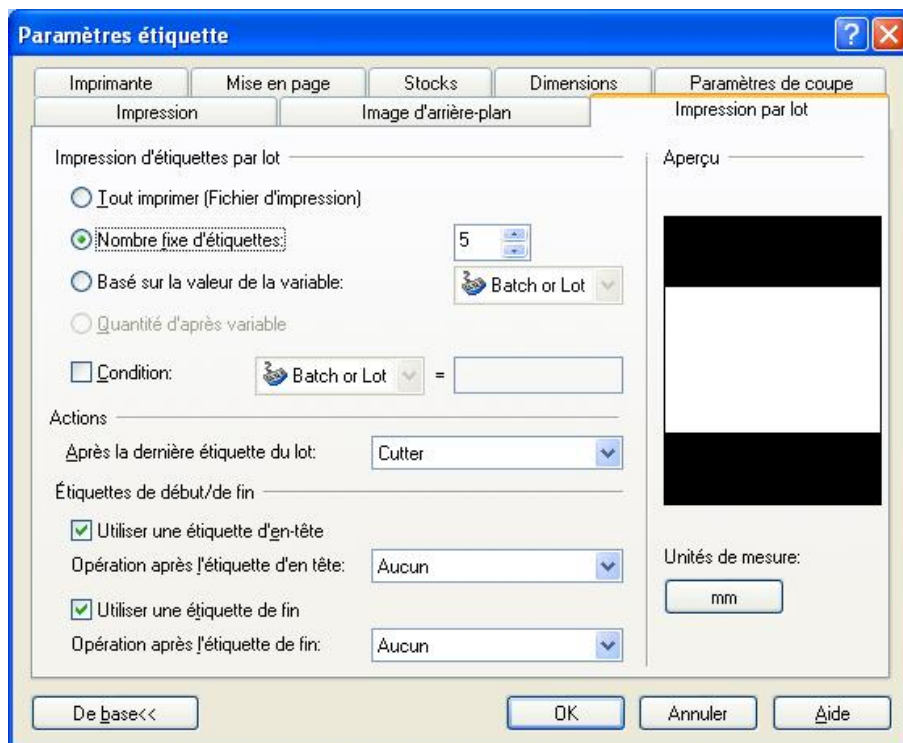 Paramètres étiquette
Imprimante Mise en page Stocks Dimensions Paramètres de coupe
Impression Image d'arrière-plan Impression par lot
Impression d'étiquettes par lot
Aperçu
Tout imprimer (Fichier d'impression)
Nombre fixe d'étiquettes: 5
Basé sur la valeur de la variable: Batch or Lot
Quantité d'après variable
Condition: Batch or Lot =
Actions
Après la dernière étiquette du lot: Cutter
Étiquettes de début/de fin
Utiliser une étiquette d'en-tête
Opération après l'étiquette d'en tête: Aucun
Unités de mesure:
mm
Utiliser une étiquette de fin
Opération après l'étiquette de fin: Aucun
De base<< OK Annuler Aide